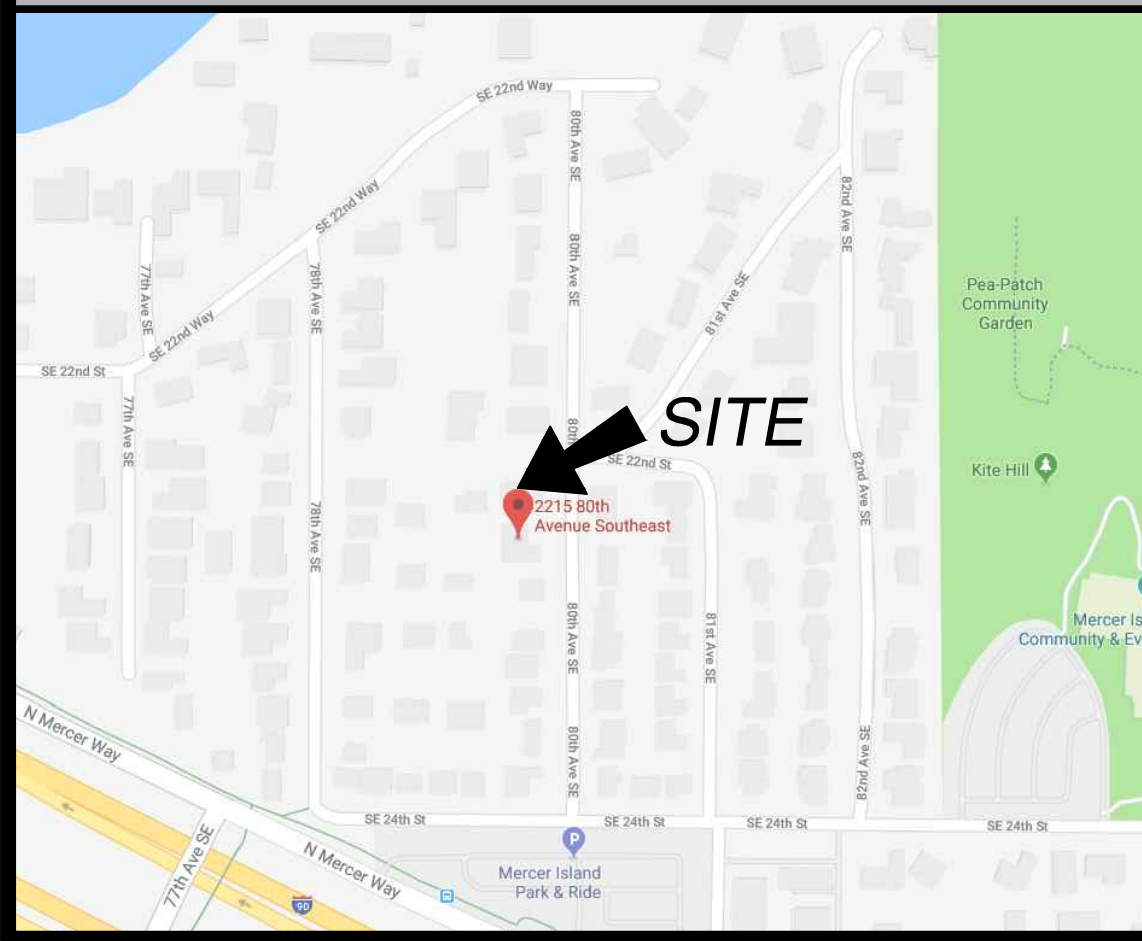 SE 22nd Way
80th Ave SE
SE 22nd Way
82nd Ave SE
80th Ave SE
77th Ave SE
78th Ave SE
81st Ave SE
Pea-Patch
Community
Garden
SE 22nd Way
SE 22nd St
77th Ave SE
SITE
80th
SE 22nd St
82nd Ave SE
Kite Hill
2215 80th
Avenue Southeast
78th Ave SE
80th Ave SE
81st Ave SE
Mercer Is
Community & Ev
N Mercer Way
80th Ave SE
82nd Ave SE
SE 24th St
SE 24th St
SE 24th St
SE 24th St
P
77th Ave SE
N Mercer Way
Mercer Island
Park & Ride
90